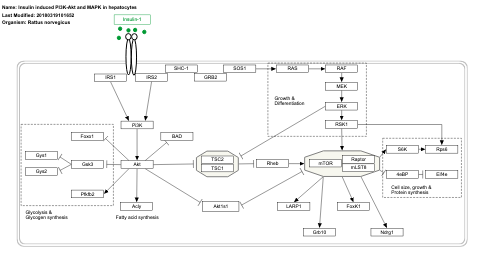 Name: Insulin induced PI3K-Akt and MAPK in hepatocytes
Last Modified: 20180319101652
Organism: Rattus norvegicus
Insulin-1
IRS1
IRS2
SHC-1
GRB2
SOS1
RAS
RAF
MEK
Growth &
Differentiation
ERK
RSK1
PI3K
Foxo1
BAD
Gys1
Gys2
Gsk3
Akt
TSC2
TSC1
Rheb
mTOR
Raptor
mLST8
S6K
Rps6
4eBP
EI4e
Cell size, growth &
Protein synthesis
Pfkfb2
Acly
Akt1s1
LARP1
FoxK1
Grb10
Ndrg1
Glycolysis &
Glycogen synthesis
Fatty acid synthesis